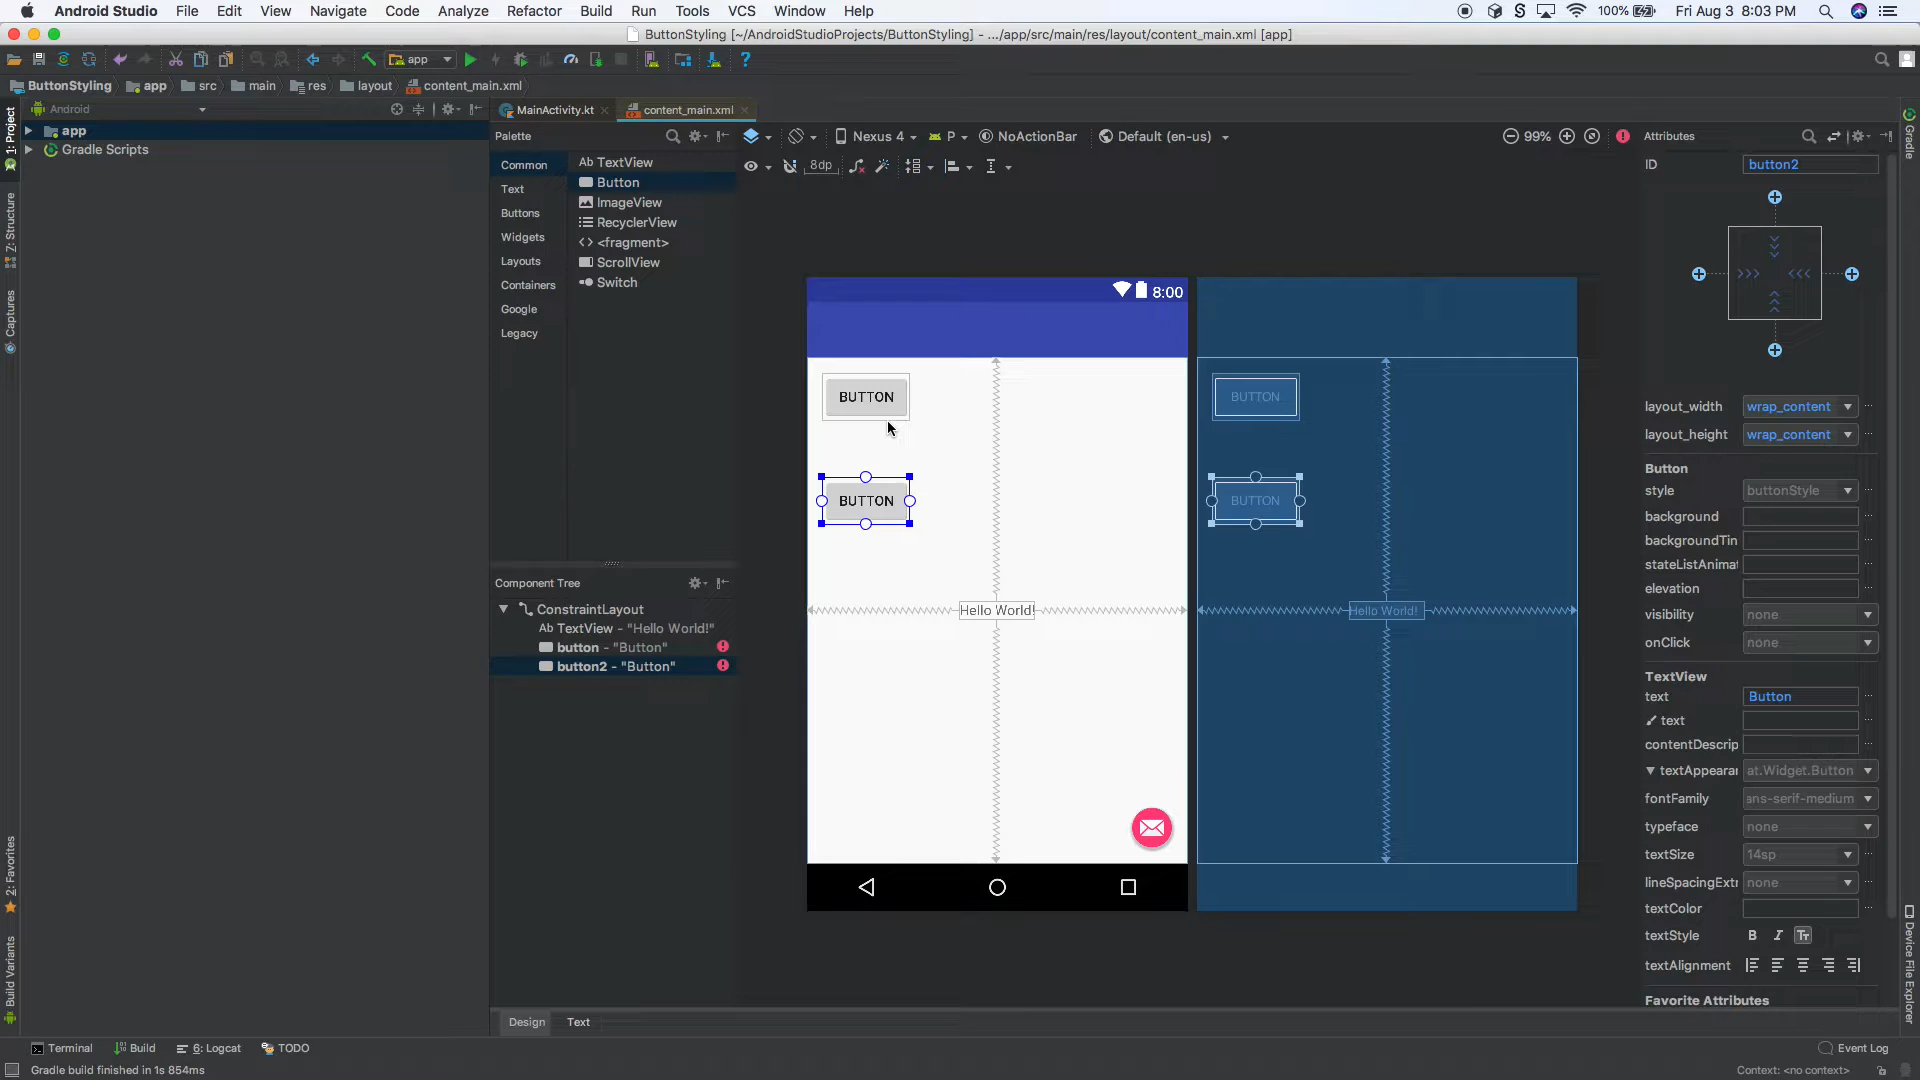 Android Studio File Edit View Navigate Code Analyze Refactor Build Run Tools VCS Window Help 100% Fri Aug 3 8:03 PM
ButtonStyling [~/AndroidStudioProjects/ButtonStyling] - .../app/src/main/res/layout/content_main.xml [app]
app
ButtonStyling app src main res layout content_main.xml
Android
MainActivity.kt content_main.xml
1: Project
Z: Structure
Captures
2: Favorites
Build Variants
app
Gradle Scripts
Palette
Common
Text
Buttons
Widgets
Layouts
Containers
Google
Legacy
Ab TextView
Button
ImageView
RecyclerView
<> <fragment>
ScrollView
Switch
Nexus 4 P NoActionBar Default (en-us) 99%
8dp
8:00
BUTTON
BUTTON
Hello World!
BUTTON
BUTTON
Hello World!
Component Tree
ConstraintLayout
Ab TextView - "Hello World!"
button - "Button"
button2 - "Button"
Attributes
ID button2
layout_width wrap_content
layout_height wrap_content
Button
style buttonStyle
background
backgroundTin
stateListAnimat
elevation
visibility none
onClick none
TextView
text Button
text
contentDescrip
textAppearar at.Widget.Button
fontFamily ans-serif-medium
typeface none
textSize 14sp
lineSpacingExtr none
textColor
textStyle B I Tт
textAlignment
Favorite Attributes
Gradle
Device File Explorer
Design Text
Terminal Build 6: Logcat TODO Event Log
Gradle build finished in 1s 854ms Context: <no context>